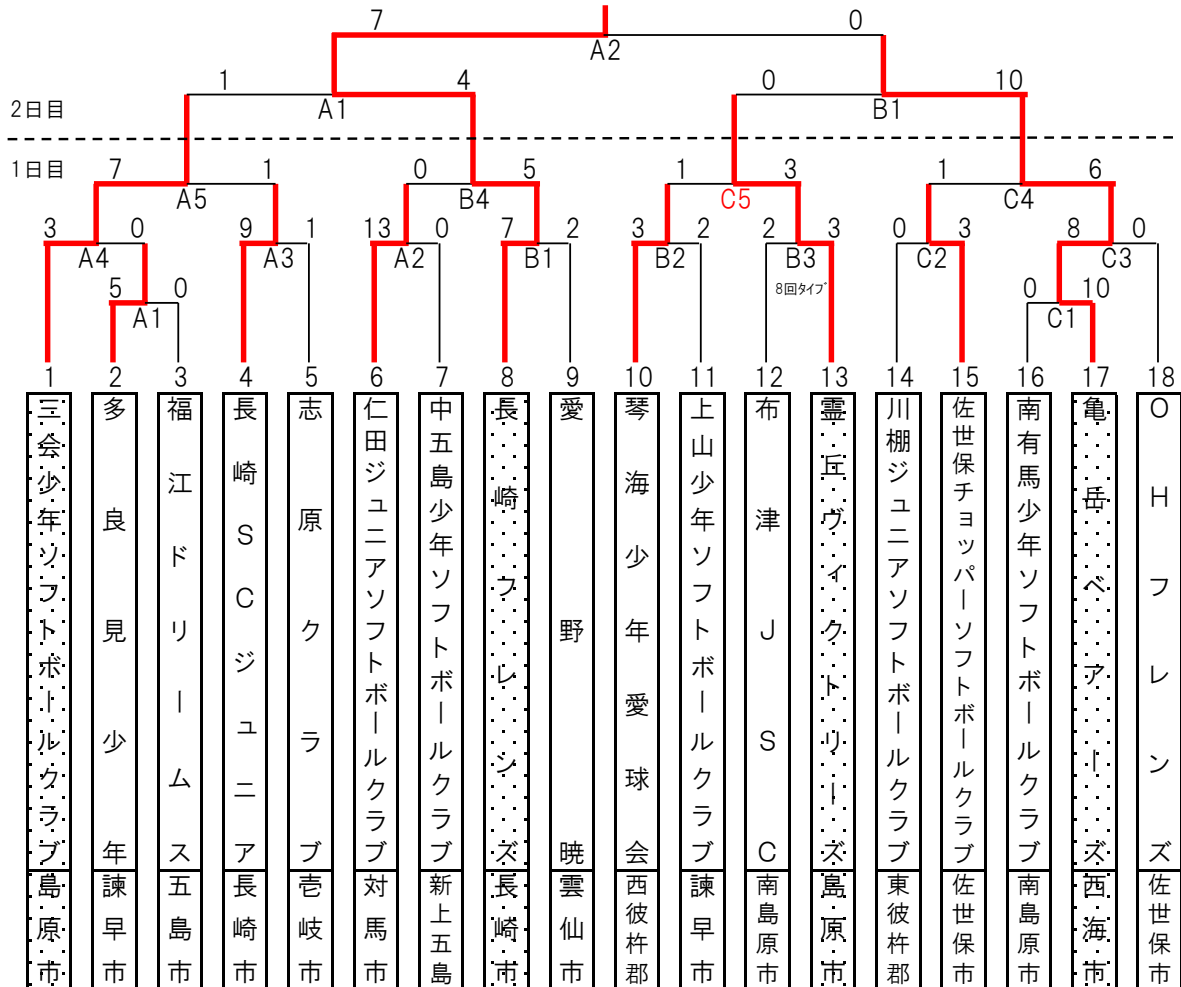 7 0
A2
1 4 0 10
2日目 A1 B1
1日目 7 1 0 5 1 3 1 6
A5 B4 C5 C4
3 0 9 1 13 0 7 2 3 2 2 3 0 3 8 0
A4 A3 A2 B1 B2 B3 C2 C3
5 0 8回タイブ 0 10
A1 C1
1 2 3 4 5 6 7 8 9 10 11 12 13 14 15 16 17 18
三会少年ソフトボールクラブ
島原市
多良見少年
諫早市
福江ドリームス
五島市
長崎SCジュニア
長崎市
志原クラブ
壱岐市
仁田ジュニアソフトボールクラブ
対馬市
中五島少年ソフトボールクラブ
新上五島
長崎フレンズ
長崎市
愛野暁
雲仙市
琴海少年愛球会
西彼杵郡
上山少年ソフトボールクラブ
諫早市
布津JSC
南島原市
霊丘ヴィクトリーズ
島原市
川棚ジュニアソフトボールクラブ
東彼杵郡
佐世保チョッパーソフトボールクラブ
佐世保市
南有馬少年ソフトボールクラブ
南島原市
亀岳ベアーズ
西海市
OHフレンズ
佐世保市